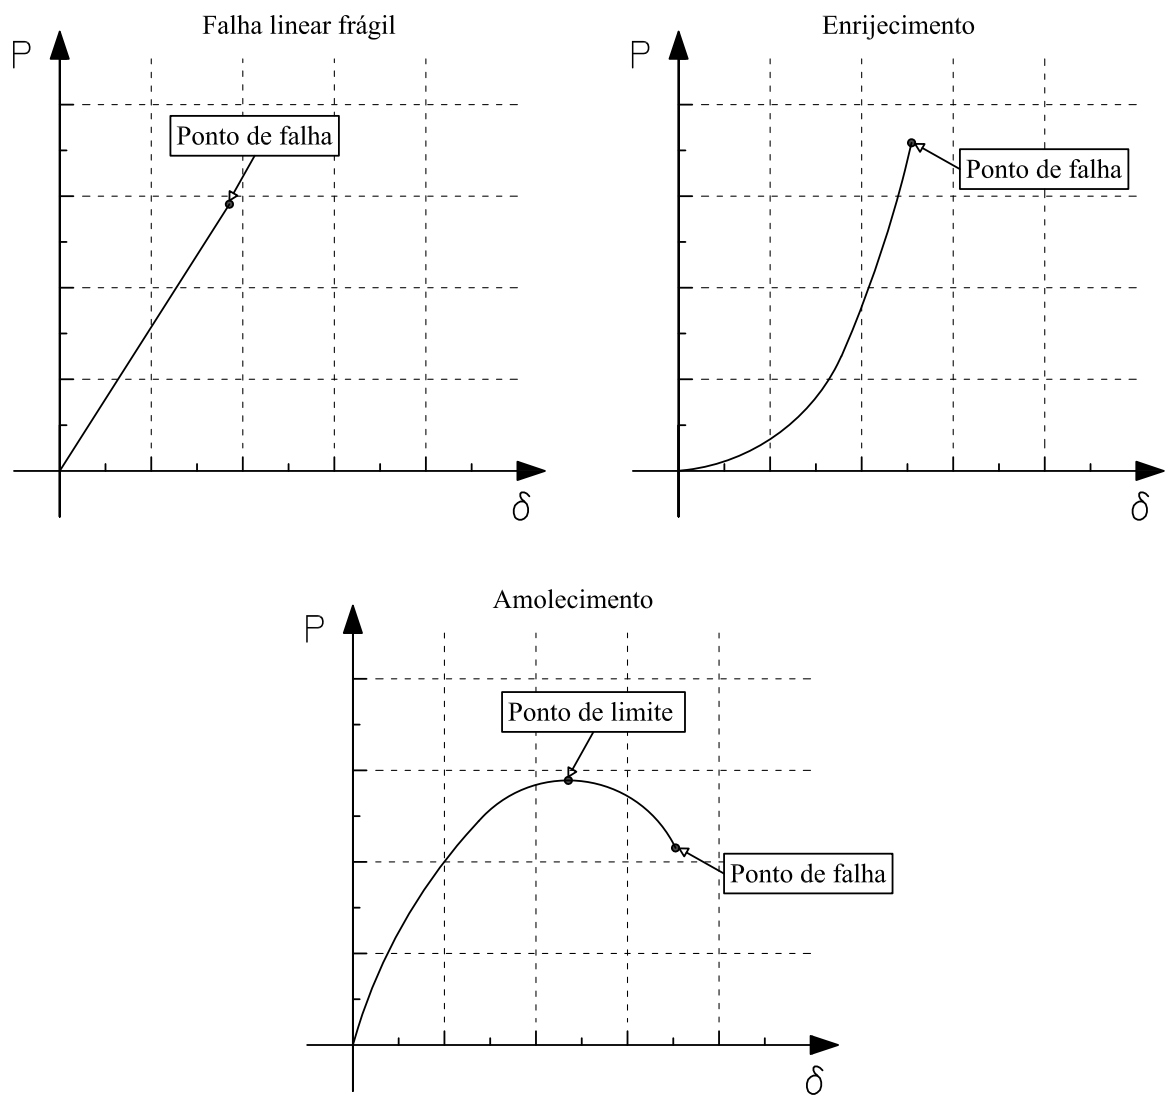 Falha linear frágil
P
Ponto de falha
δ
Enrijecimento
P
Ponto de falha
δ
Amolecimento
P
Ponto de limite
Ponto de falha
δ